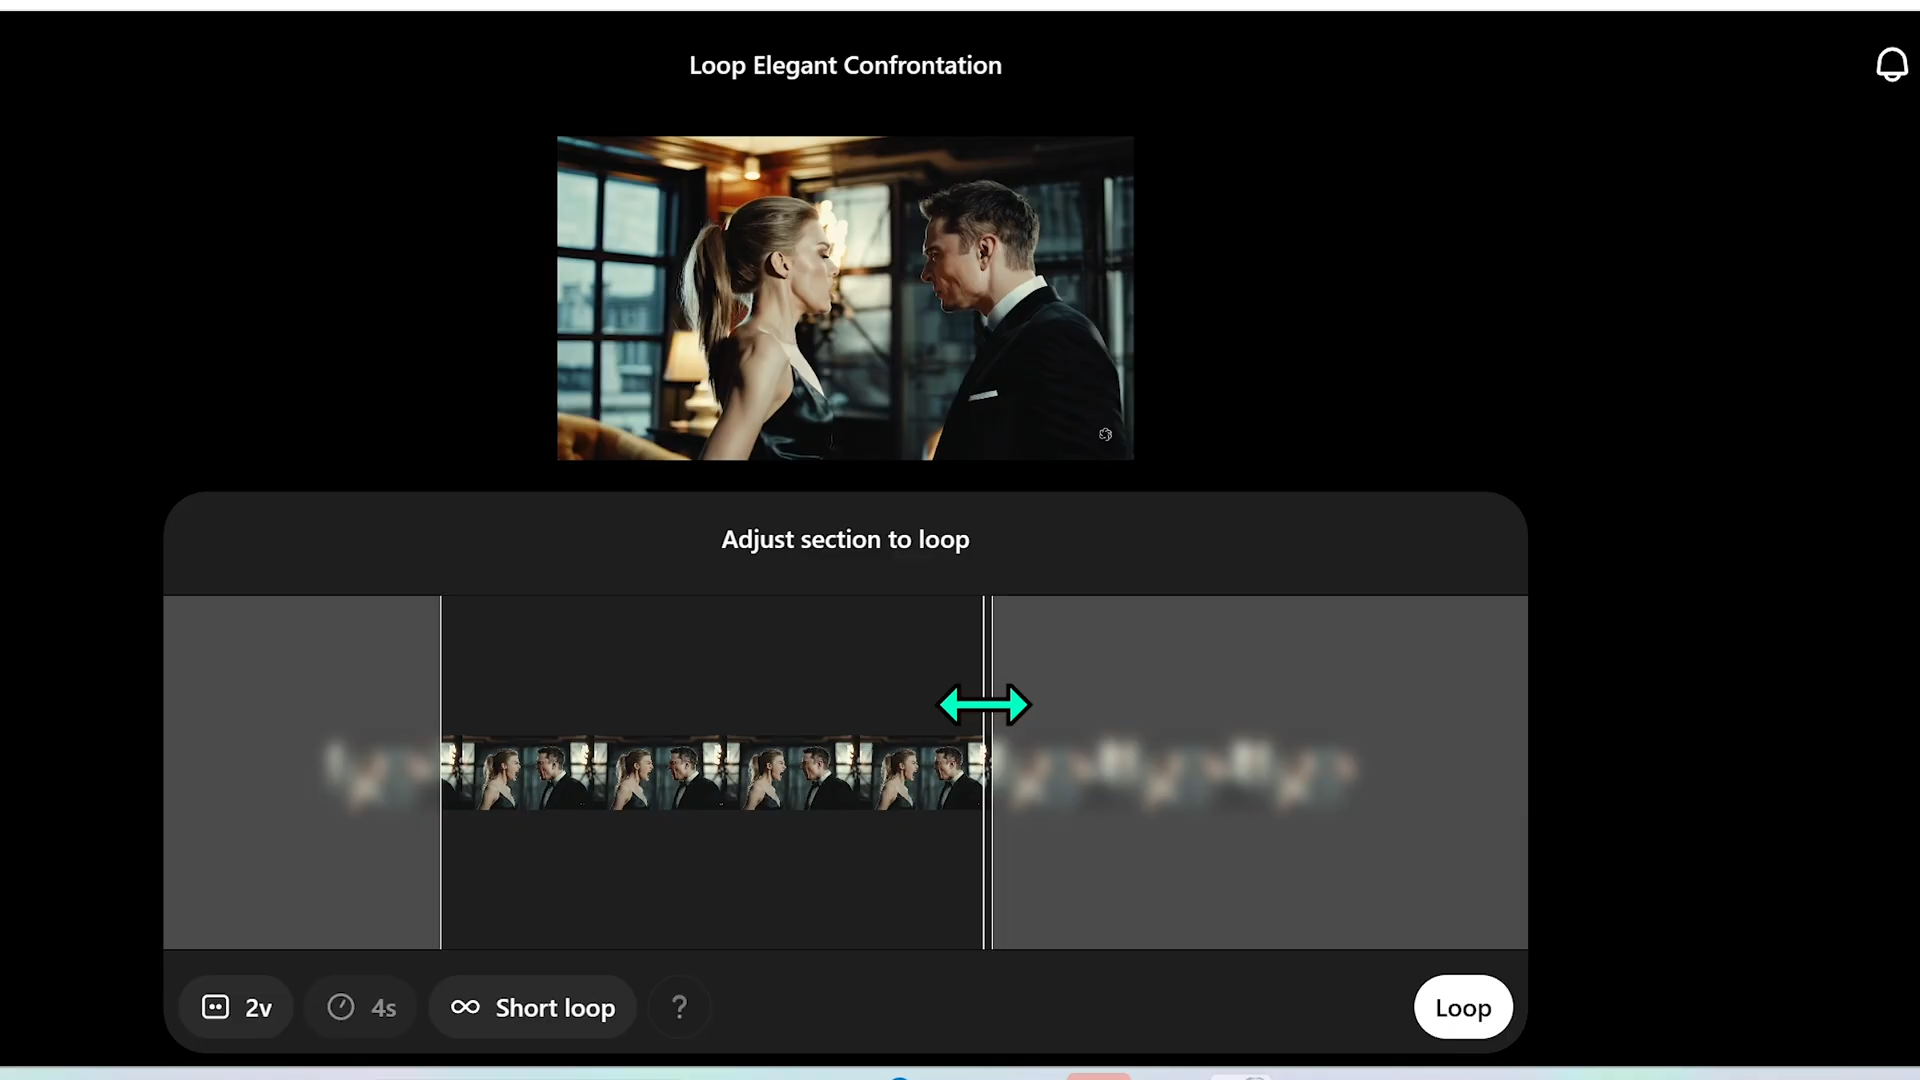 Loop Elegant Confrontation
Adjust section to loop
2v
4s
Short loop
?
Loop